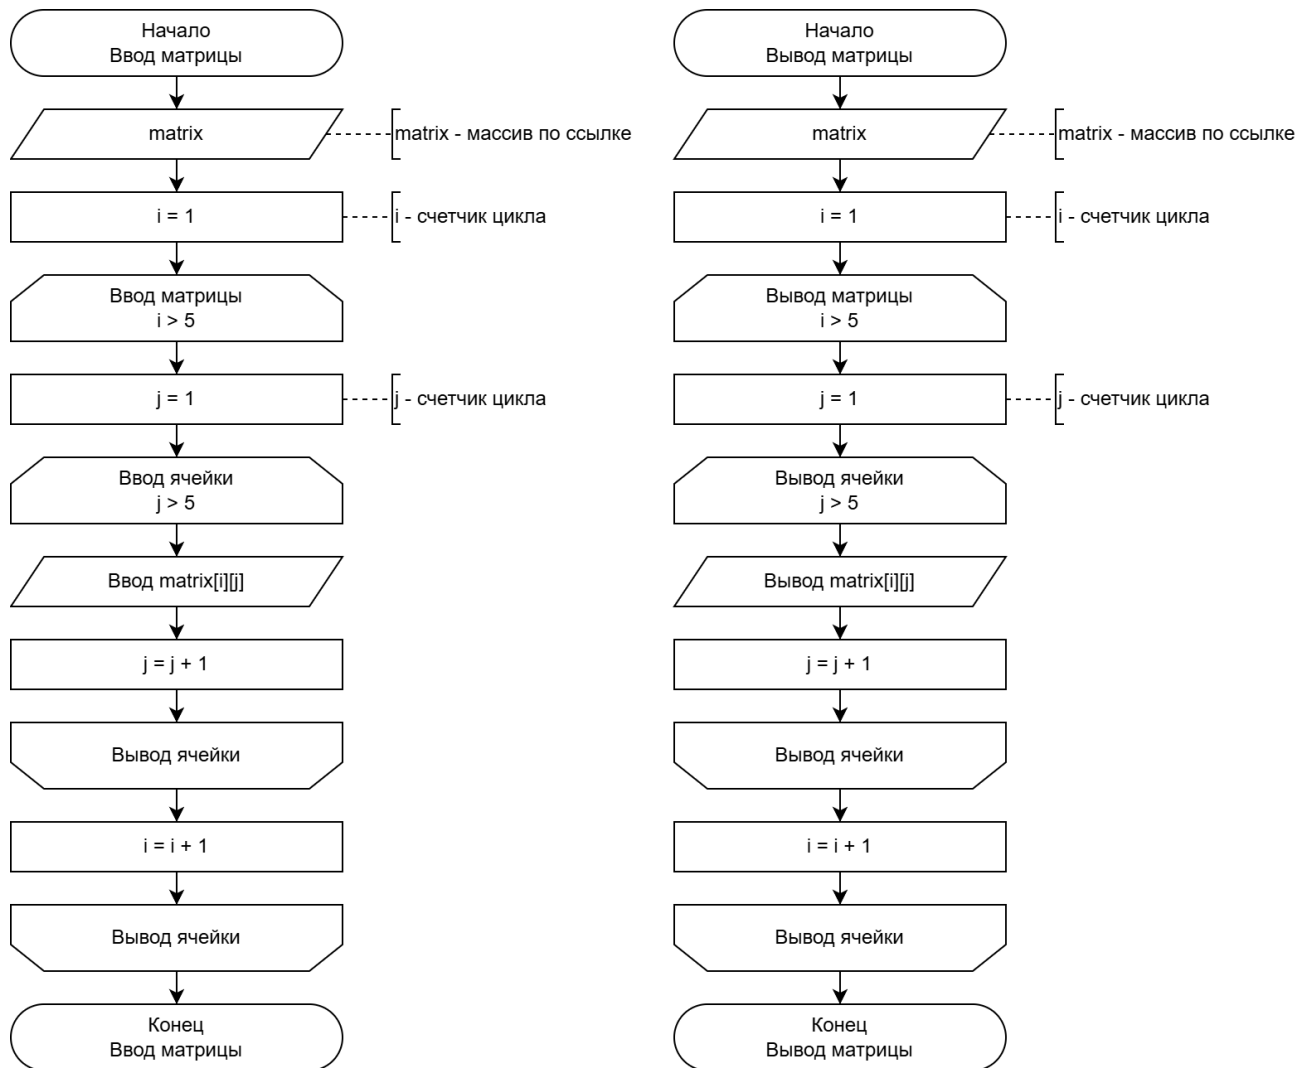 Начало
Ввод матрицы
matrix
matrix - массив по ссылке
i = 1
i - счетчик цикла
Ввод матрицы
i > 5
j = 1
j - счетчик цикла
Ввод ячейки
j > 5
Ввод matrix[i][j]
j = j + 1
Вывод ячейки
i = i + 1
Вывод ячейки
Конец
Ввод матрицы
Начало
Вывод матрицы
matrix
matrix - массив по ссылке
i = 1
i - счетчик цикла
Вывод матрицы
i > 5
j = 1
j - счетчик цикла
Вывод ячейки
j > 5
Вывод matrix[i][j]
j = j + 1
Вывод ячейки
i = i + 1
Вывод ячейки
Конец
Вывод матрицы